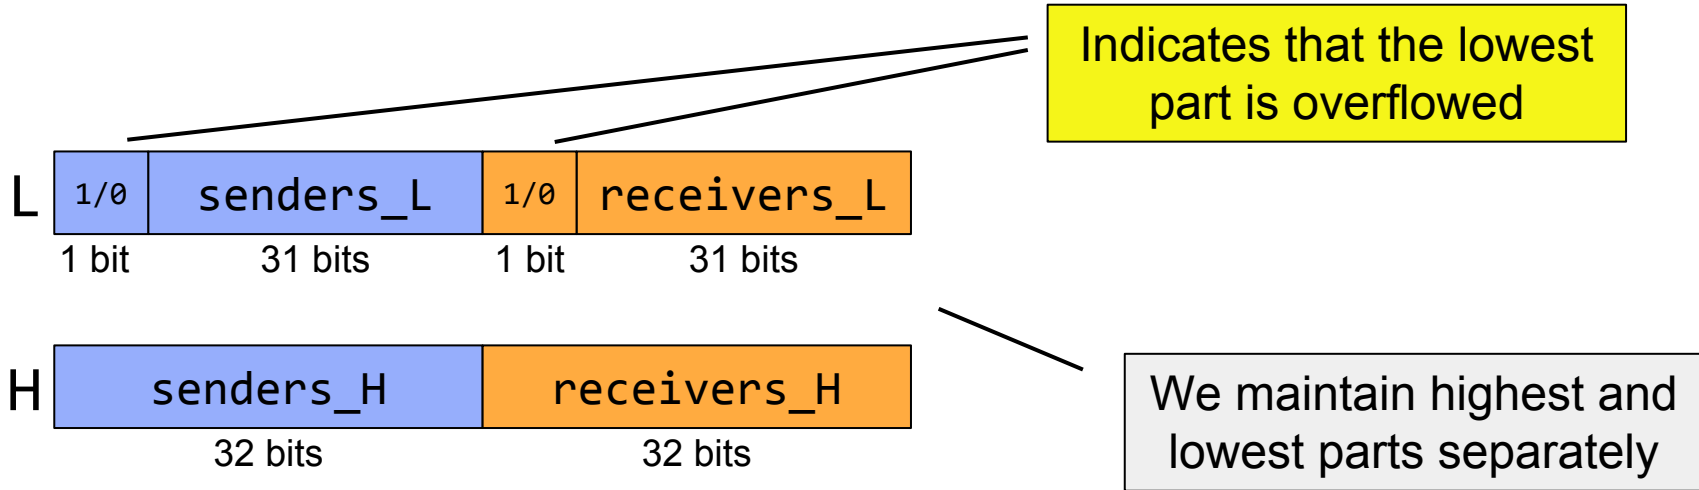 Indicates that the lowest
part is overflowed
L 1/0 senders_L 1/0 receivers_L
1 bit 31 bits 1 bit 31 bits
H senders_H receivers_H
32 bits 32 bits
We maintain highest and
lowest parts separately